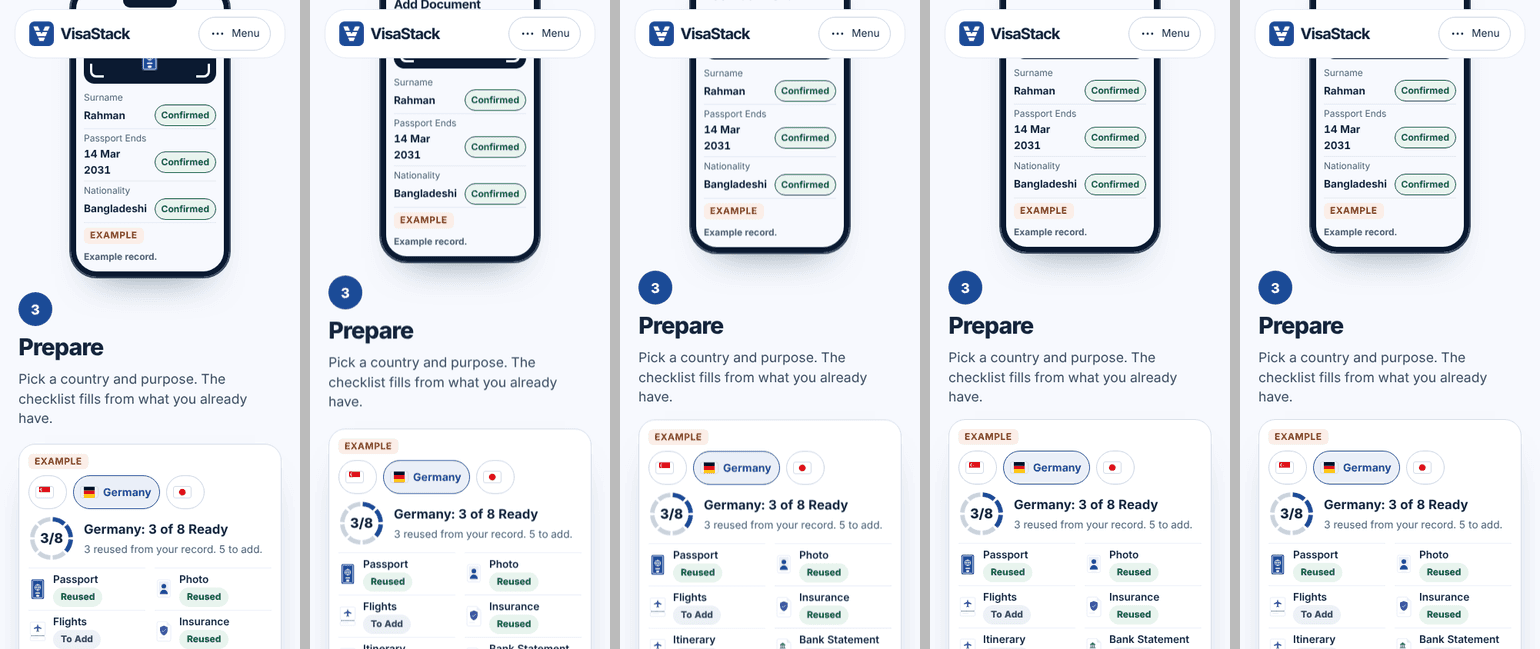 VisaStack
··· Menu
Surname
Rahman
Confirmed
Passport Ends
14 Mar
2031
Confirmed
Nationality
Bangladeshi
Confirmed
EXAMPLE
Example record.
3
Prepare
Pick a country and purpose. The
checklist fills from what you already
have.
EXAMPLE
Germany
3/8
Germany: 3 of 8 Ready
3 reused from your record. 5 to add.
Passport
Reused
Photo
Reused
Flights
To Add
Insurance
Reused
Add Document
VisaStack
··· Menu
Surname
Rahman
Confirmed
Passport Ends
14 Mar
2031
Confirmed
Nationality
Bangladeshi
Confirmed
EXAMPLE
Example record.
3
Prepare
Pick a country and purpose. The
checklist fills from what you already
have.
EXAMPLE
Germany
3/8
Germany: 3 of 8 Ready
3 reused from your record. 5 to add.
Passport
Reused
Photo
Reused
Flights
To Add
Insurance
Reused
Itinerary
Bank Statement
VisaStack
··· Menu
Surname
Rahman
Confirmed
Passport Ends
14 Mar
2031
Confirmed
Nationality
Bangladeshi
Confirmed
EXAMPLE
Example record.
3
Prepare
Pick a country and purpose. The
checklist fills from what you already
have.
EXAMPLE
Germany
3/8
Germany: 3 of 8 Ready
3 reused from your record. 5 to add.
Passport
Reused
Photo
Reused
Flights
To Add
Insurance
Reused
Itinerary
Bank Statement
VisaStack
··· Menu
Surname
Rahman
Confirmed
Passport Ends
14 Mar
2031
Confirmed
Nationality
Bangladeshi
Confirmed
EXAMPLE
Example record.
3
Prepare
Pick a country and purpose. The
checklist fills from what you already
have.
EXAMPLE
Germany
3/8
Germany: 3 of 8 Ready
3 reused from your record. 5 to add.
Passport
Reused
Photo
Reused
Flights
To Add
Insurance
Reused
Itinerary
Bank Statement
VisaStack
··· Menu
Surname
Rahman
Confirmed
Passport Ends
14 Mar
2031
Confirmed
Nationality
Bangladeshi
Confirmed
EXAMPLE
Example record.
3
Prepare
Pick a country and purpose. The
checklist fills from what you already
have.
EXAMPLE
Germany
3/8
Germany: 3 of 8 Ready
3 reused from your record. 5 to add.
Passport
Reused
Photo
Reused
Flights
To Add
Insurance
Reused
Itinerary
Bank Statement